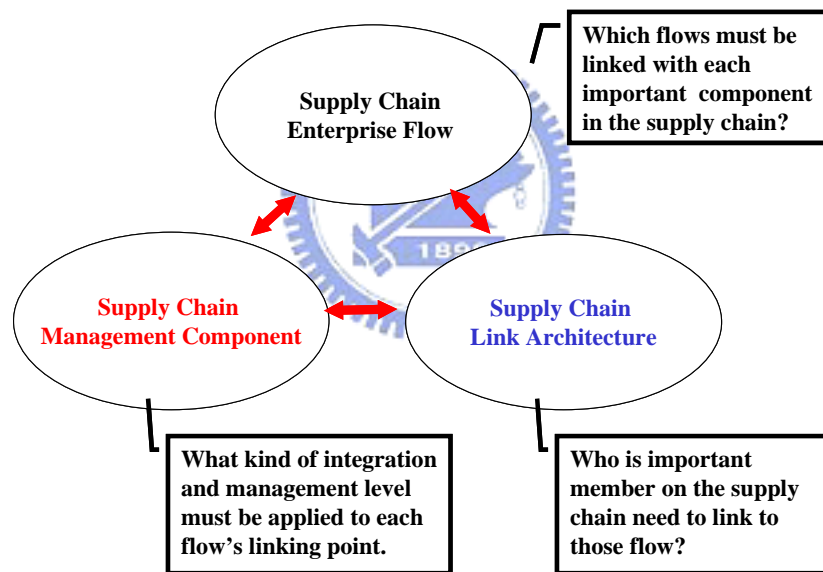 Which flows must be
linked with each
important component
in the supply chain?
Supply Chain
Enterprise Flow
189
Supply Chain
Management Component
Supply Chain
Link Architecture
What kind of integration
and management level
must be applied to each
flow's linking point.
Who is important
member on the supply
chain need to link to
those flow?